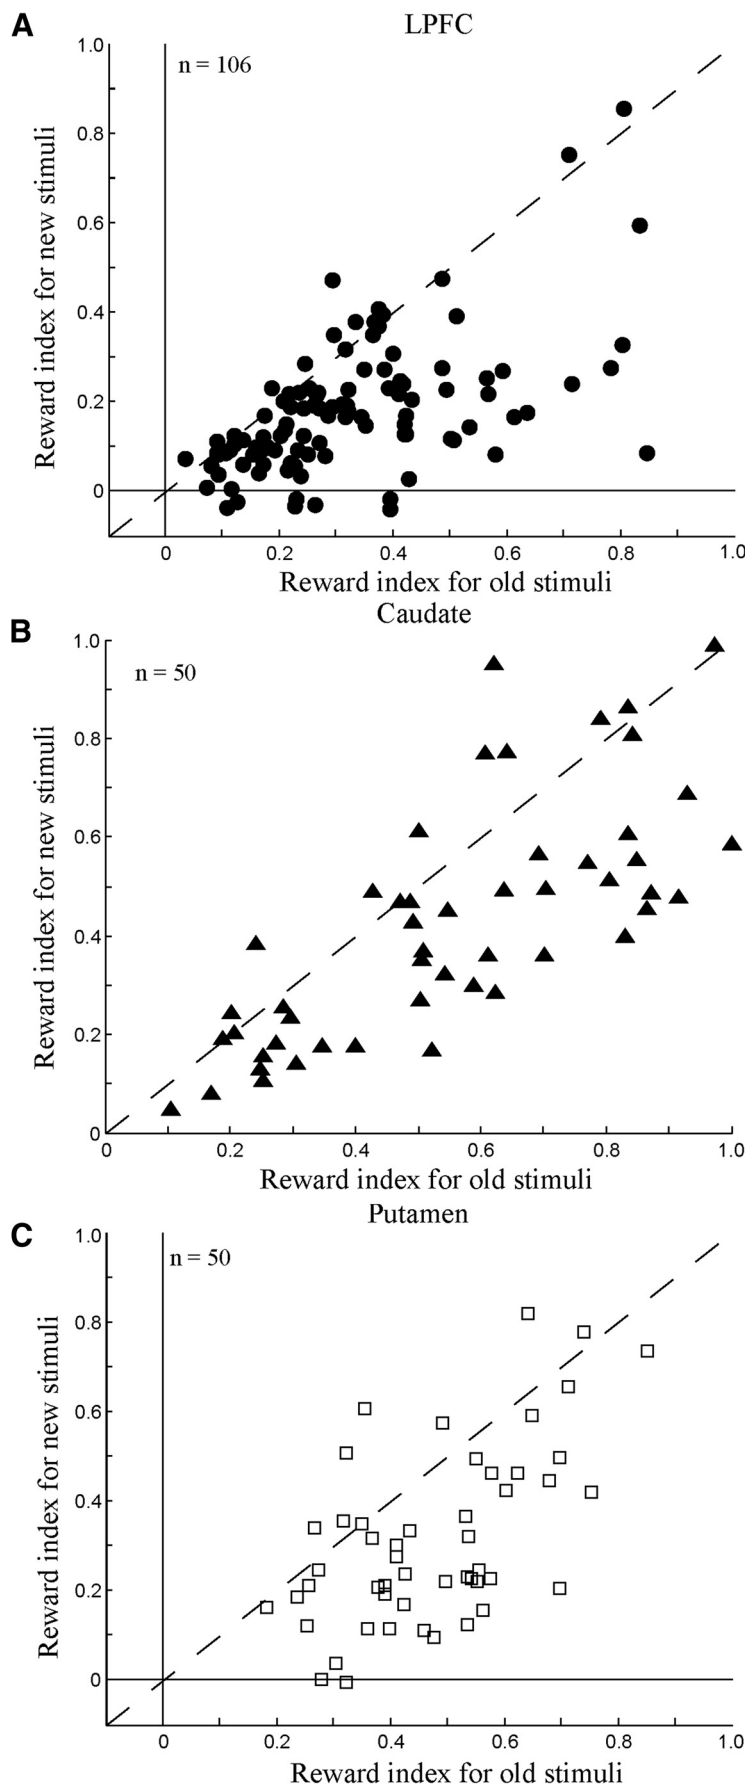 A
LPFC
n = 106
1.0
0.8
0.6
0.4
0.2
0
Reward index for new stimuli
0 0.2 0.4 0.6 0.8 1.0
Reward index for old stimuli
B
Caudate
n = 50
1.0
0.8
0.6
0.4
0.2
0
Reward index for new stimuli
0 0.2 0.4 0.6 0.8 1.0
Reward index for old stimuli
C
Putamen
n = 50
1.0
0.8
0.6
0.4
0.2
0
Reward index for new stimuli
0 0.2 0.4 0.6 0.8 1.0
Reward index for old stimuli